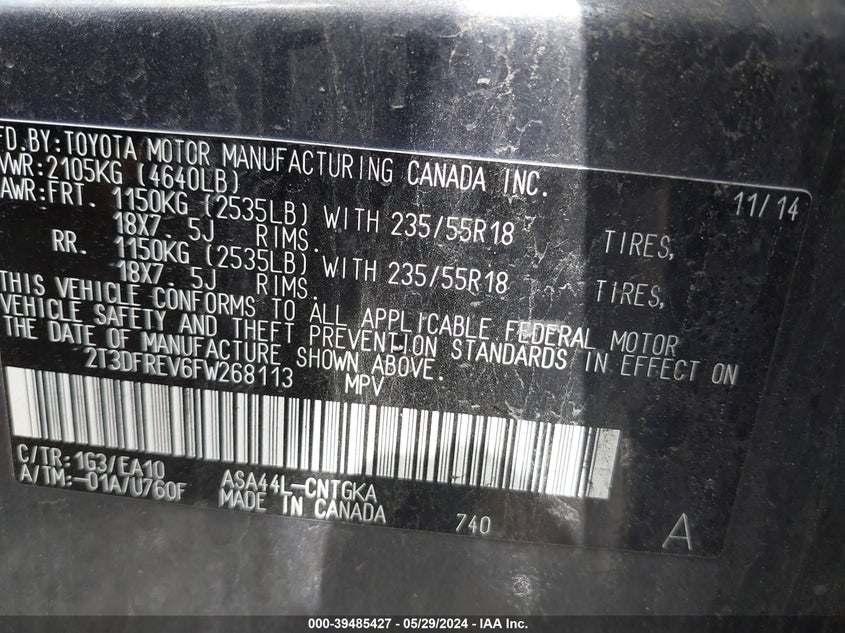 FD.BY:TOYOTA MOTOR MANUFACTURING CANADA INC.
VWR:2105KG (4640LB) 11/14
AWR:FRT. 1150KG (2535LB) WITH 235/55R18 TIRES,
18X7.5J RIMS.
RR. 1150KG (2535LB) WITH 235/55R18 TIRES,
18X7.5J RIMS.
THIS VEHICLE CONFORMS TO ALL APPLICABLE FEDERAL MOTOR
VEHICLE SAFETY AND THEFT PREVENTION STANDARDS IN EFFECT ON
THE DATE OF MANUFACTURE SHOWN ABOVE.
2T3DFREV6FW268113 MPV
C/TR:1G3/EA10 ASA44L-CNTGKA
A/TM:-01A/U760F MADE IN CANADA 740 A
000-39485427 - 05/29/2024 - IAA Inc.